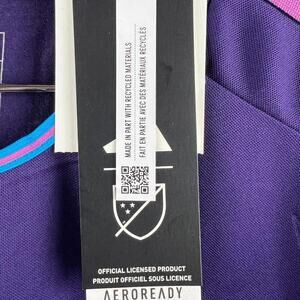 MADE IN PART WITH RECYCLED MATERIALS
FAIT EN PARTIE AVEC DES MATÉRIAUX RECYCLÉS
OFFICIAL LICENSED PRODUCT
PRODUIT OFFICIEL SOUS LICENCE
AEROREADY